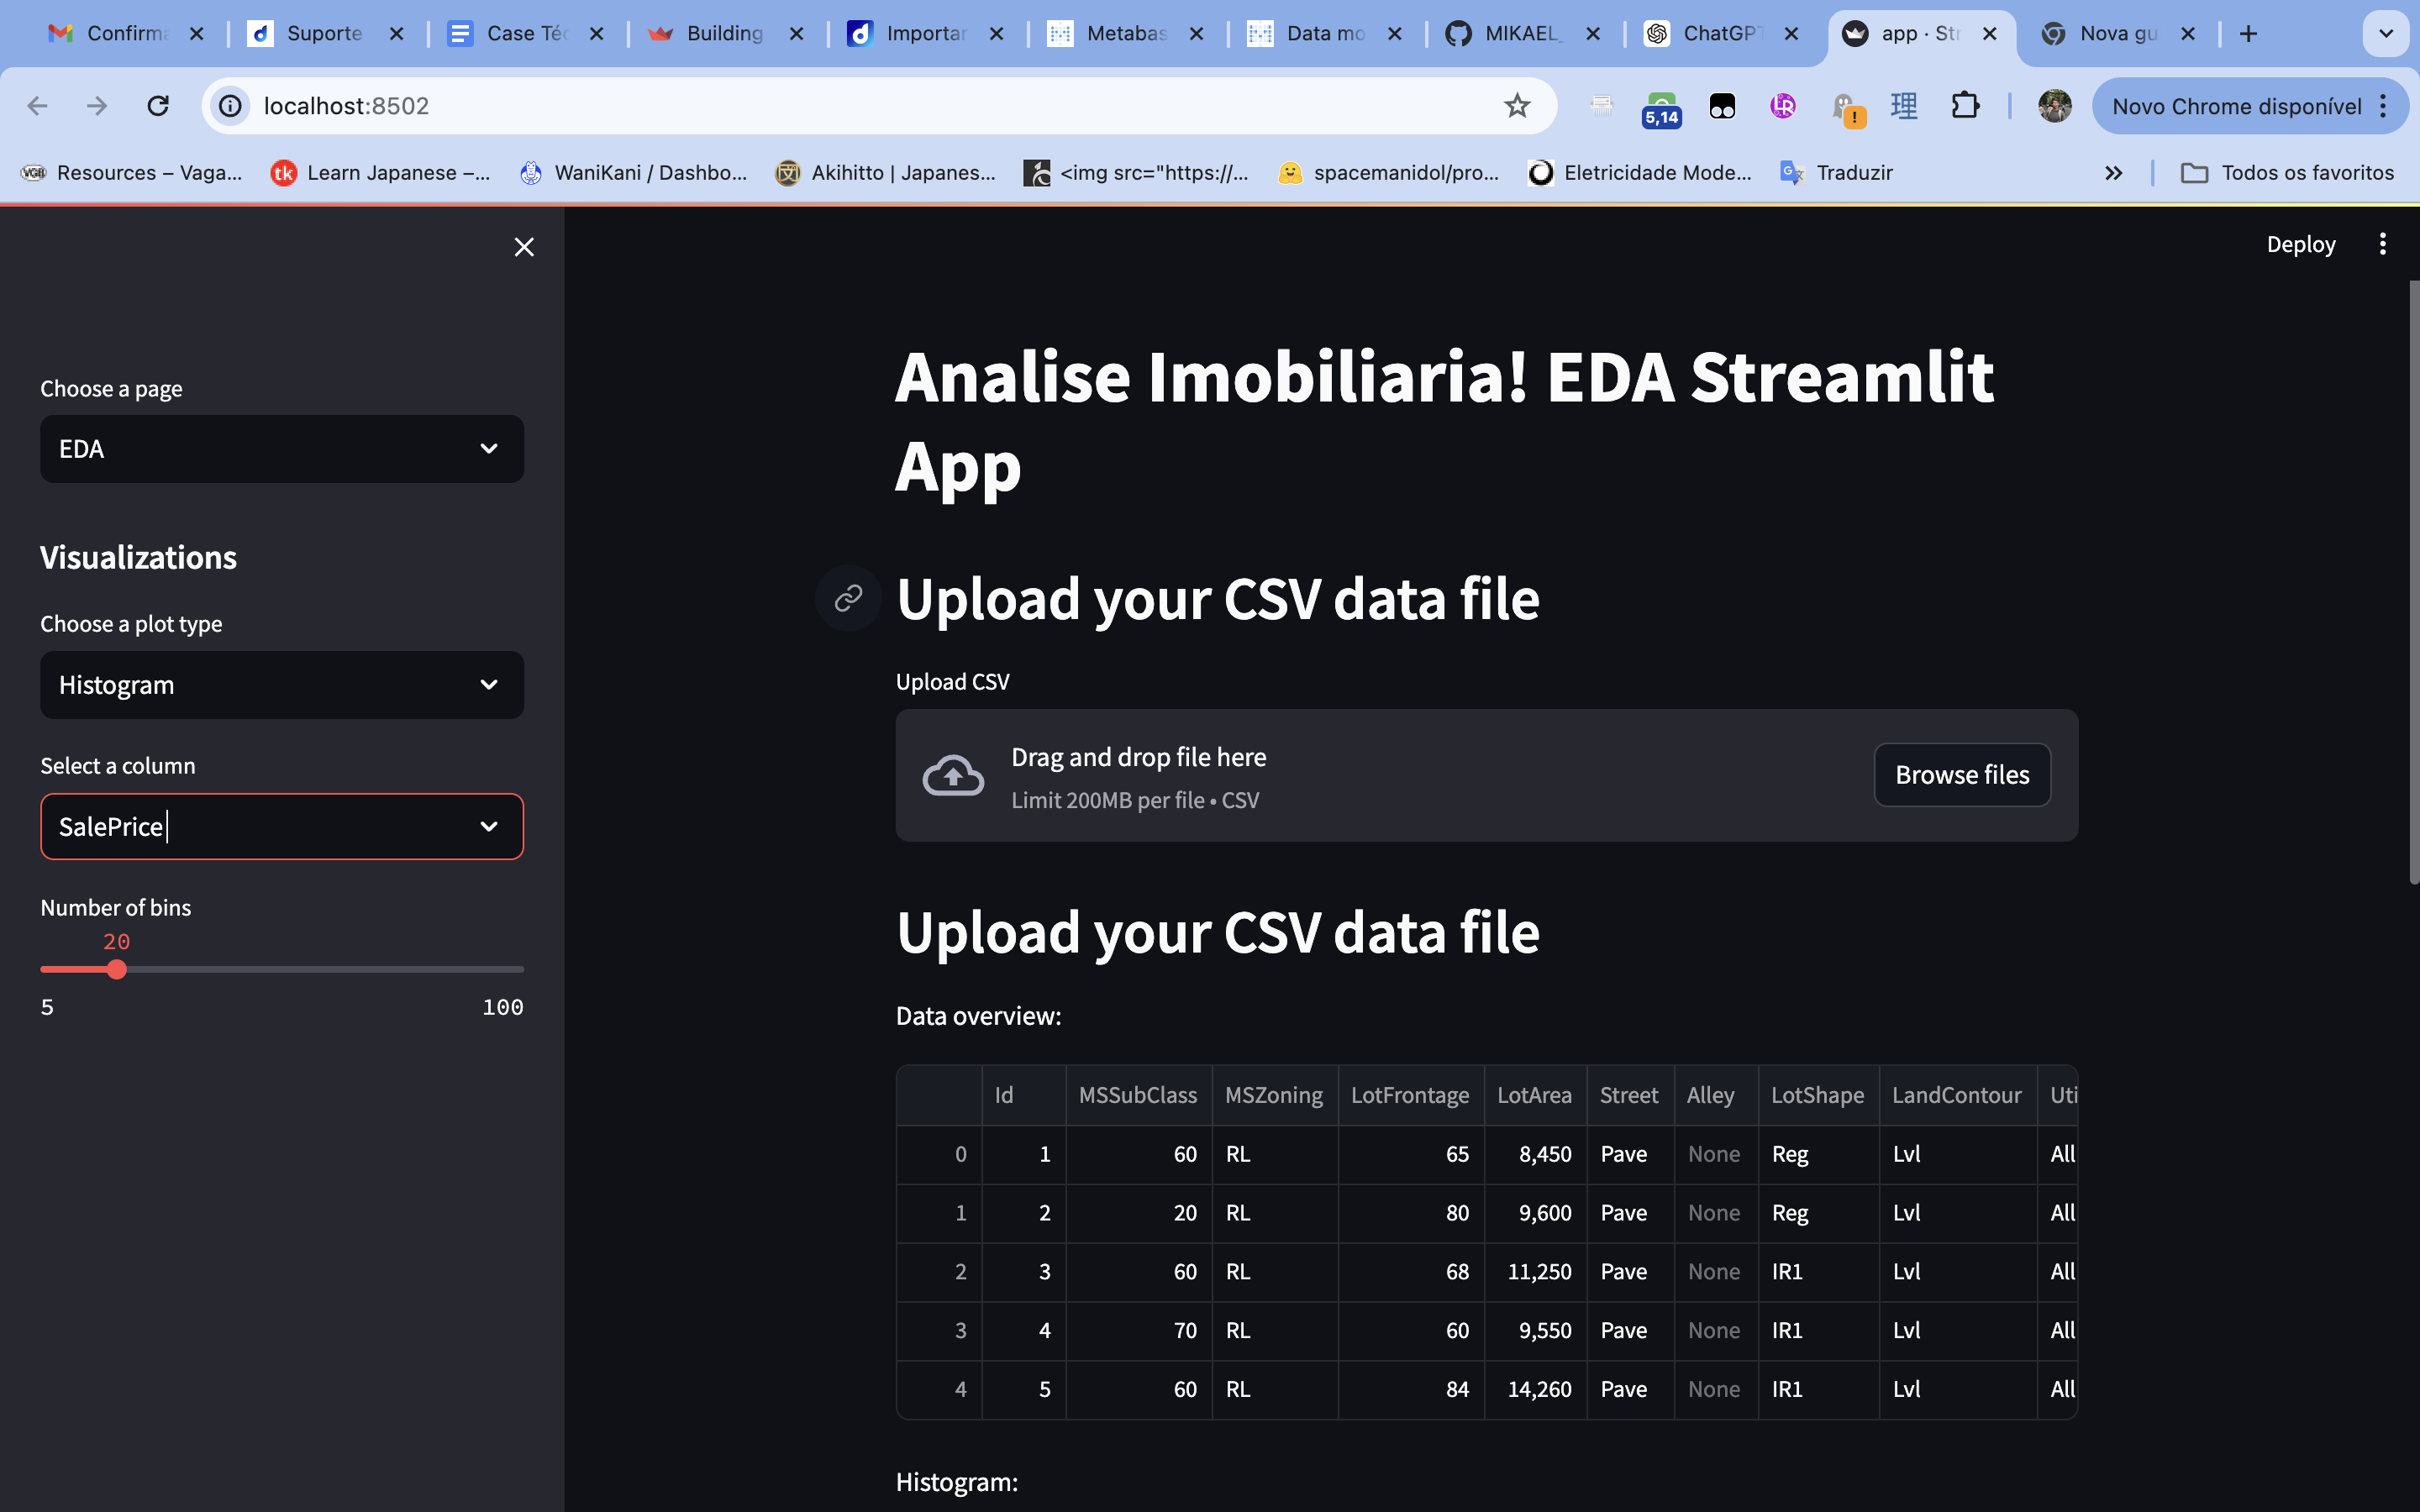 Confirma
Suporte
Case Téc
Building
Importar
Metabas
Data mo
MIKAEL_
ChatGPT
app · Str
Nova gu
localhost:8502
5,14
理
Novo Chrome disponível
Resources – Vaga...
Learn Japanese –...
WaniKani / Dashbo...
Akihitto | Japanes...
<img src="https://...
spacemanidol/pro...
Eletricidade Mode...
Traduzir
Todos os favoritos
Deploy
Choose a page
EDA
Visualizations
Choose a plot type
Histogram
Select a column
SalePrice
Number of bins
20
5 100
Analise Imobiliaria! EDA Streamlit
App
Upload your CSV data file
Upload CSV
Drag and drop file here
Limit 200MB per file • CSV
Browse files
Upload your CSV data file
Data overview:
Id MSSubClass MSZoning LotFrontage LotArea Street Alley LotShape LandContour Uti
0 1 60 RL 65 8,450 Pave None Reg Lvl All
1 2 20 RL 80 9,600 Pave None Reg Lvl All
2 3 60 RL 68 11,250 Pave None IR1 Lvl All
3 4 70 RL 60 9,550 Pave None IR1 Lvl All
4 5 60 RL 84 14,260 Pave None IR1 Lvl All
Histogram: